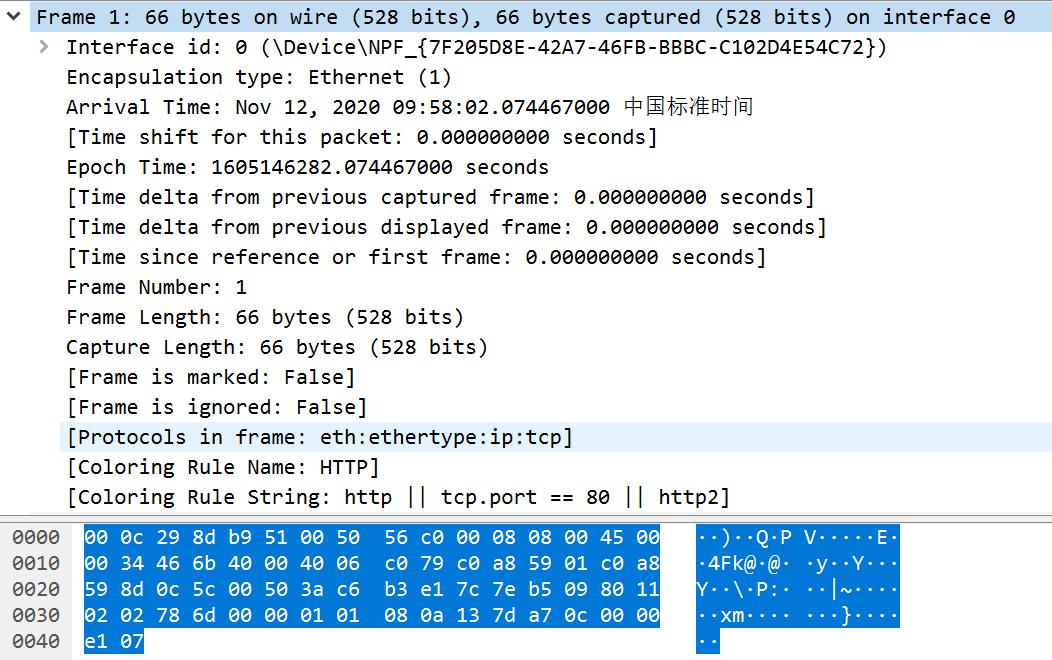 Frame 1: 66 bytes on wire (528 bits), 66 bytes captured (528 bits) on interface 0
Interface id: 0 (\Device\NPF_{7F205D8E-42A7-46FB-BBBC-C102D4E54C72})
Encapsulation type: Ethernet (1)
Arrival Time: Nov 12, 2020 09:58:02.074467000 中国标准时间
[Time shift for this packet: 0.000000000 seconds]
Epoch Time: 1605146282.074467000 seconds
[Time delta from previous captured frame: 0.000000000 seconds]
[Time delta from previous displayed frame: 0.000000000 seconds]
[Time since reference or first frame: 0.000000000 seconds]
Frame Number: 1
Frame Length: 66 bytes (528 bits)
Capture Length: 66 bytes (528 bits)
[Frame is marked: False]
[Frame is ignored: False]
[Protocols in frame: eth:ethertype:ip:tcp]
[Coloring Rule Name: HTTP]
[Coloring Rule String: http || tcp.port == 80 || http2]
0000 00 0c 29 8d b9 51 00 50 56 c0 00 08 08 00 45 00 ··)··Q·P V·····E·
0010 00 34 46 6b 40 00 40 06 c0 79 c0 a8 59 01 c0 a8 ·4Fk@·@· ·y··Y···
0020 59 8d 0c 5c 00 50 3a c6 b3 e1 7c 7e b5 09 80 11 Y··\·P:· ··|~····
0030 02 02 78 6d 00 00 01 01 08 0a 13 7d a7 0c 00 00 ··xm···· ···}····
0040 e1 07 ··